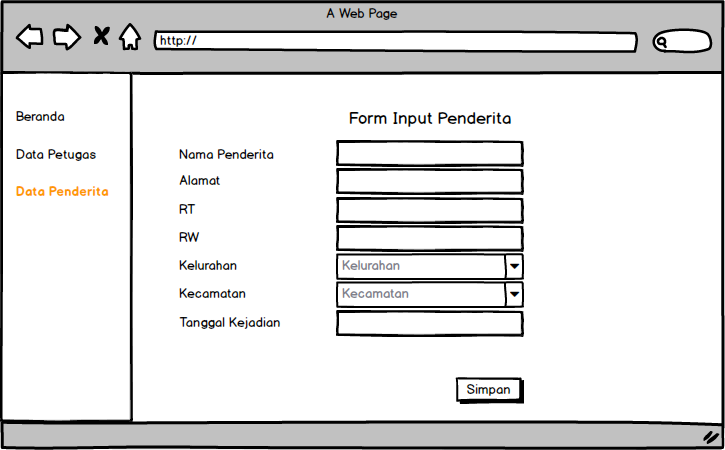 A Web Page
http://
Beranda
Data Petugas
Data Penderita
Form Input Penderita
Nama Penderita
Alamat
RT
RW
Kelurahan Kelurahan
Kecamatan Kecamatan
Tanggal Kejadian
Simpan